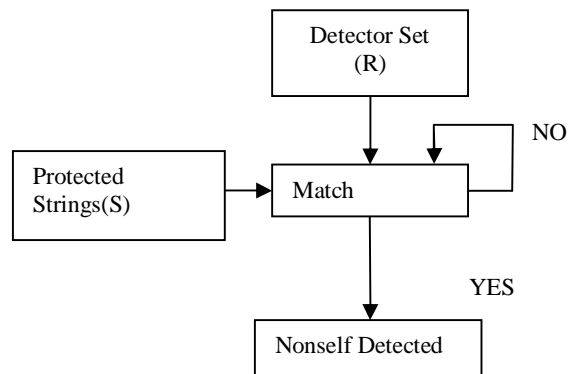 Detector Set
(R)
NO
Protected
Strings(S)
Match
YES
Nonself Detected